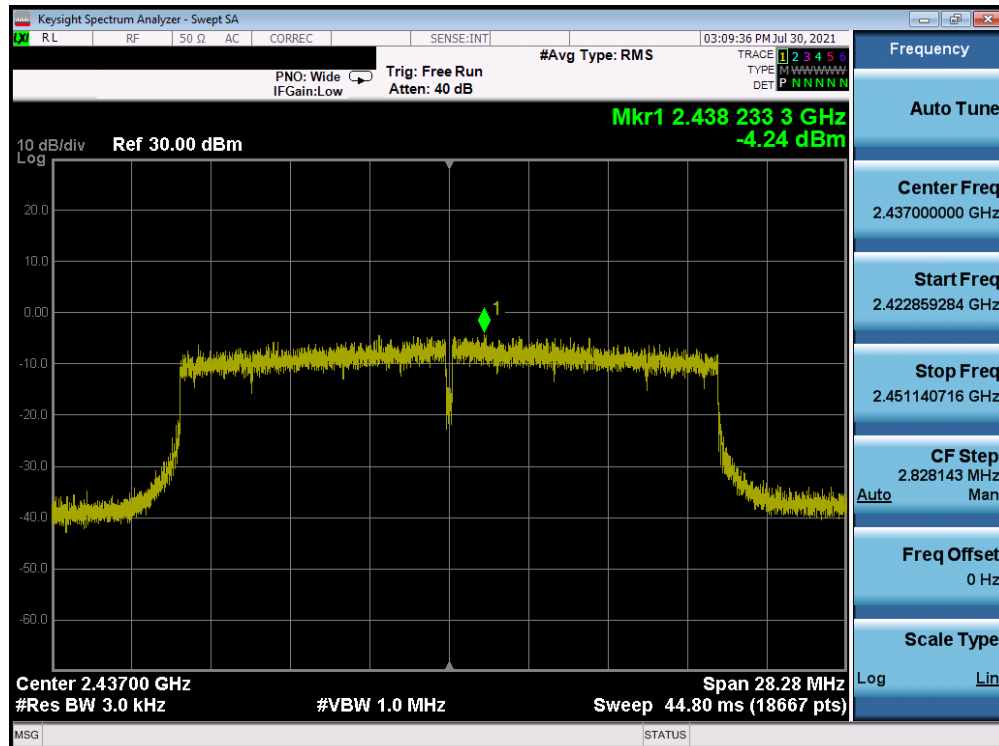 Keysight Spectrum Analyzer - Swept SA
LXI RL RF 50 Ω AC CORREC SENSE:INT 03:09:36 PM Jul 30, 2021
#Avg Type: RMS
TRACE 1 2 3 4 5 6
TYPE M WWWWW
DET P N N N N N
PNO: Wide
IFGain:Low
Trig: Free Run
Atten: 40 dB
Mkr1 2.438 233 3 GHz
-4.24 dBm
10 dB/div Ref 30.00 dBm
Log
20.0
10.0
0.00
-10.0
-20.0
-30.0
-40.0
-50.0
-60.0
1
Center 2.43700 GHz
Span 28.28 MHz
#Res BW 3.0 kHz
#VBW 1.0 MHz
Sweep 44.80 ms (18667 pts)
MSG
STATUS
Frequency
Auto Tune
Center Freq
2.437000000 GHz
Start Freq
2.422859284 GHz
Stop Freq
2.451140716 GHz
CF Step
2.828143 MHz
Auto Man
Freq Offset
0 Hz
Scale Type
Log Lin